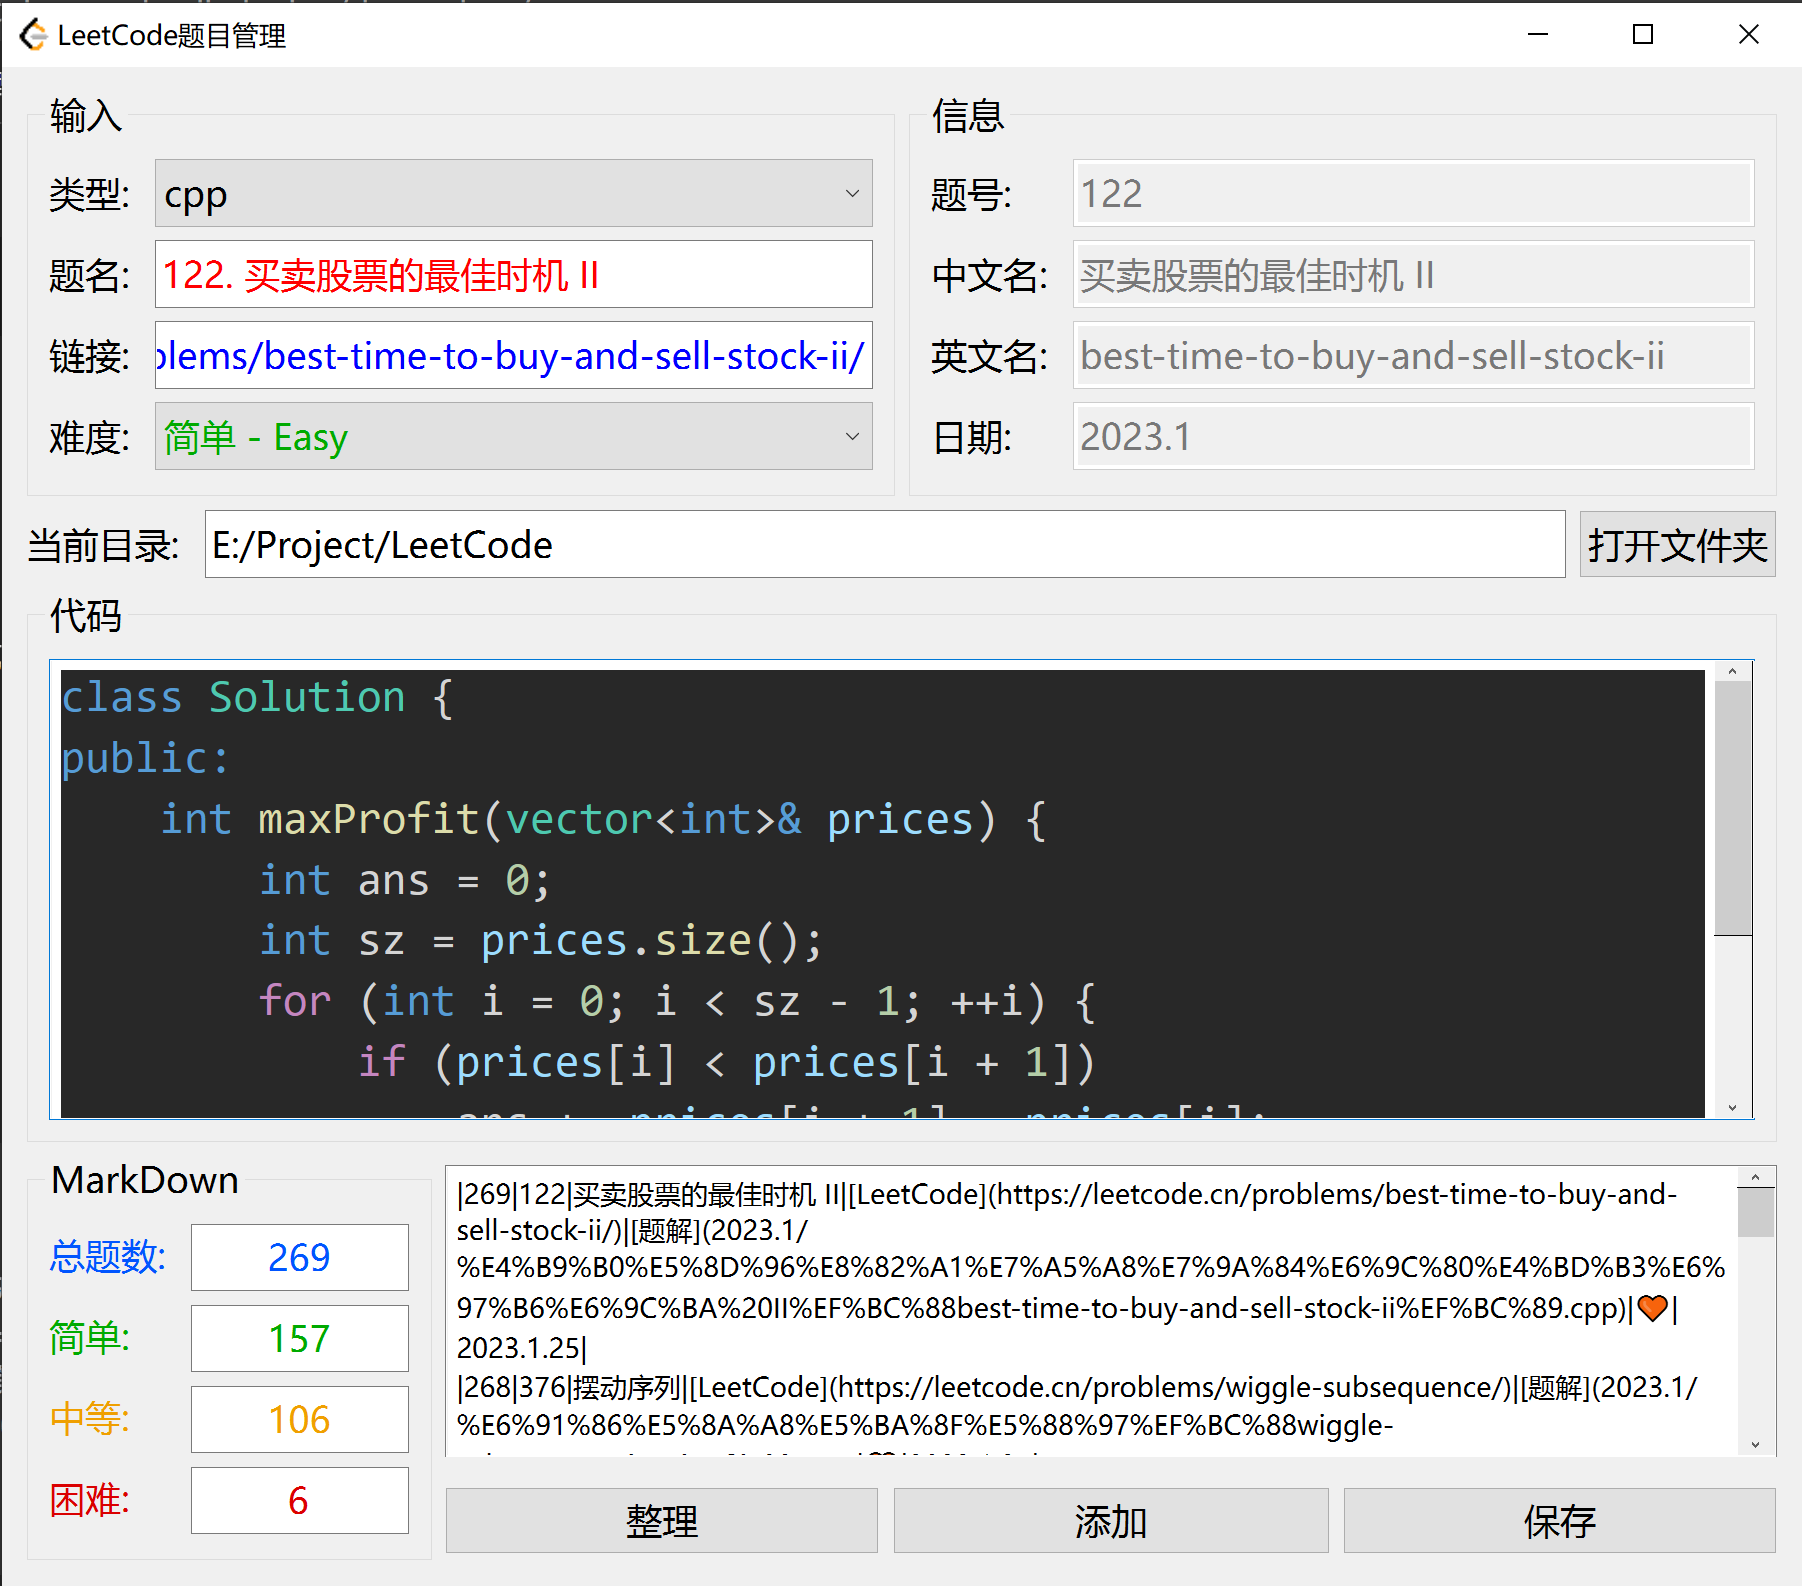 LeetCode题目管理
输入
类型: cpp
题名: 122. 买卖股票的最佳时机 II
链接: blems/best-time-to-buy-and-sell-stock-ii/
难度: 简单 - Easy
信息
题号: 122
中文名: 买卖股票的最佳时机 II
英文名: best-time-to-buy-and-sell-stock-ii
日期: 2023.1
当前目录: E:/Project/LeetCode 打开文件夹
代码
class Solution {
public:
    int maxProfit(vector<int>& prices) {
        int ans = 0;
        int sz = prices.size();
        for (int i = 0; i < sz - 1; ++i) {
            if (prices[i] < prices[i + 1])
MarkDown
总题数: 269
简单: 157
中等: 106
困难: 6
|269|122|买卖股票的最佳时机 II|[LeetCode](https://leetcode.cn/problems/best-time-to-buy-and-
sell-stock-ii/)|[题解](2023.1/
%E4%B9%B0%E5%8D%96%E8%82%A1%E7%A5%A8%E7%9A%84%E6%9C%80%E4%BD%B3%E6%
97%B6%E6%9C%BA%20II%EF%BC%88best-time-to-buy-and-sell-stock-ii%EF%BC%89.cpp)|🧡|
2023.1.25|
|268|376|摆动序列|[LeetCode](https://leetcode.cn/problems/wiggle-subsequence/)|[题解](2023.1/
%E6%91%86%E5%8A%A8%E5%BA%8F%E5%88%97%EF%BC%88wiggle-
整理 添加 保存